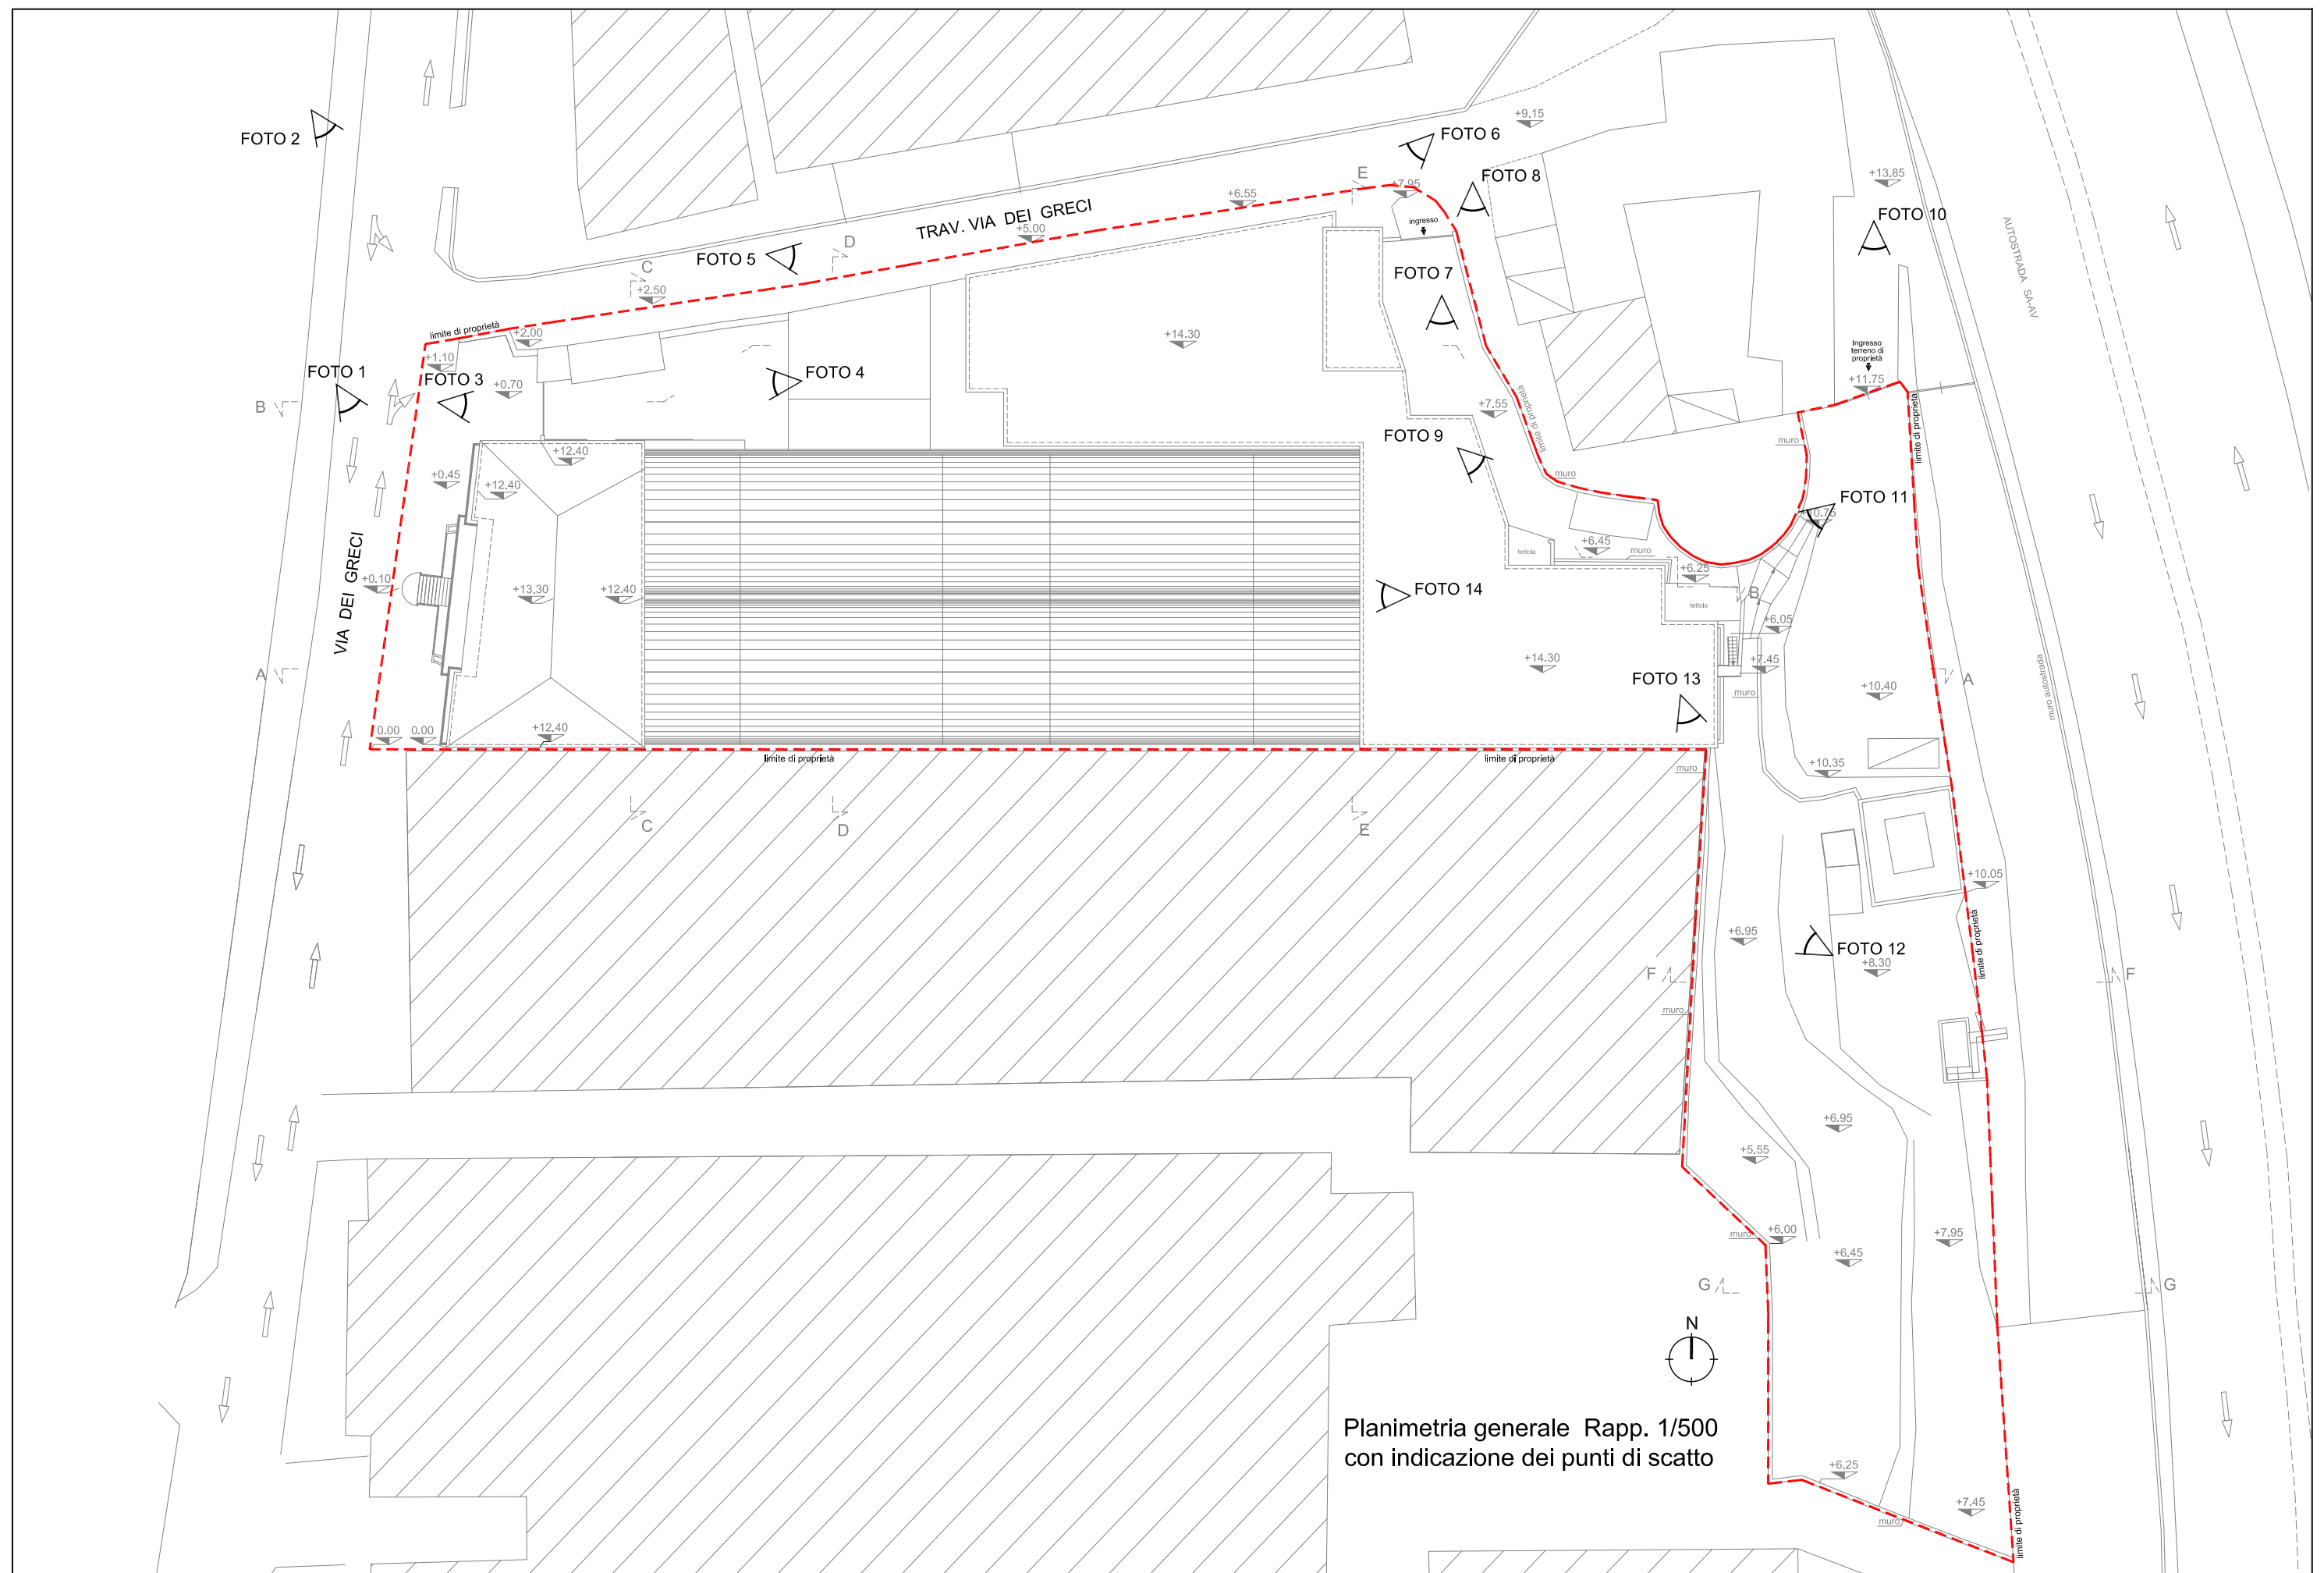 FOTO 2
FOTO 6
+9.15
E
FOTO 8
+7.95
+13.85
+6.55
ingresso
FOTO 10
TRAV. VIA DEI GRECI
+5.00
D
FOTO 5
AUTOSTRADA SA-AV
C
+2.50
FOTO 7
limite di proprietà
+2.00
+14.30
+1.10
Ingresso
terreno di
proprietà
FOTO 1
FOTO 3
+0.70
FOTO 4
+11.75
B
+7.55
limite di proprietà
limite di proprietà
FOTO 9
muro
+12.40
muro
+0.45
+12.40
FOTO 11
+10.75
VIA DEI GRECI
+6.45
muro
tettoia
+6.25
+0.10
+13.30
+12.40
FOTO 14
B
tettoia
+6.05
+14.30
+7.45
A
A
FOTO 13
muro
+10.40
muro autostrada
0.00
0.00
+12.40
limite di proprietà
limite di proprietà
muro
+10.35
C
D
E
+10.05
+6.95
limite di proprietà
FOTO 12
+8.30
F
F
muro
+6.95
+5.55
muro
+6.00
+7.95
+6.45
G
G
N
Planimetria generale Rapp. 1/500
con indicazione dei punti di scatto
+6.25
+7.45
muro
limite di proprietà